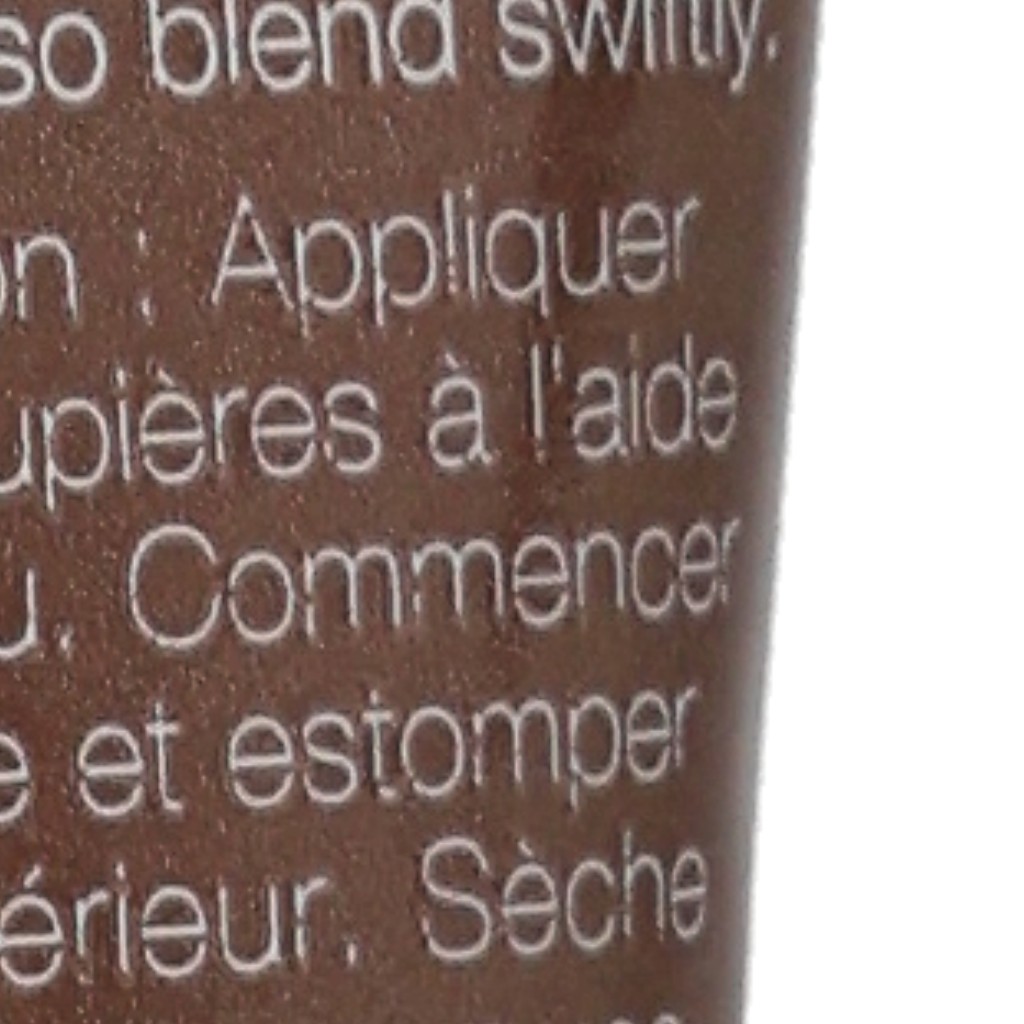 so blend swiftly.
on : Appliquer
upières à l'aide
u. Commencer
e et estomper
érieur. Sèche